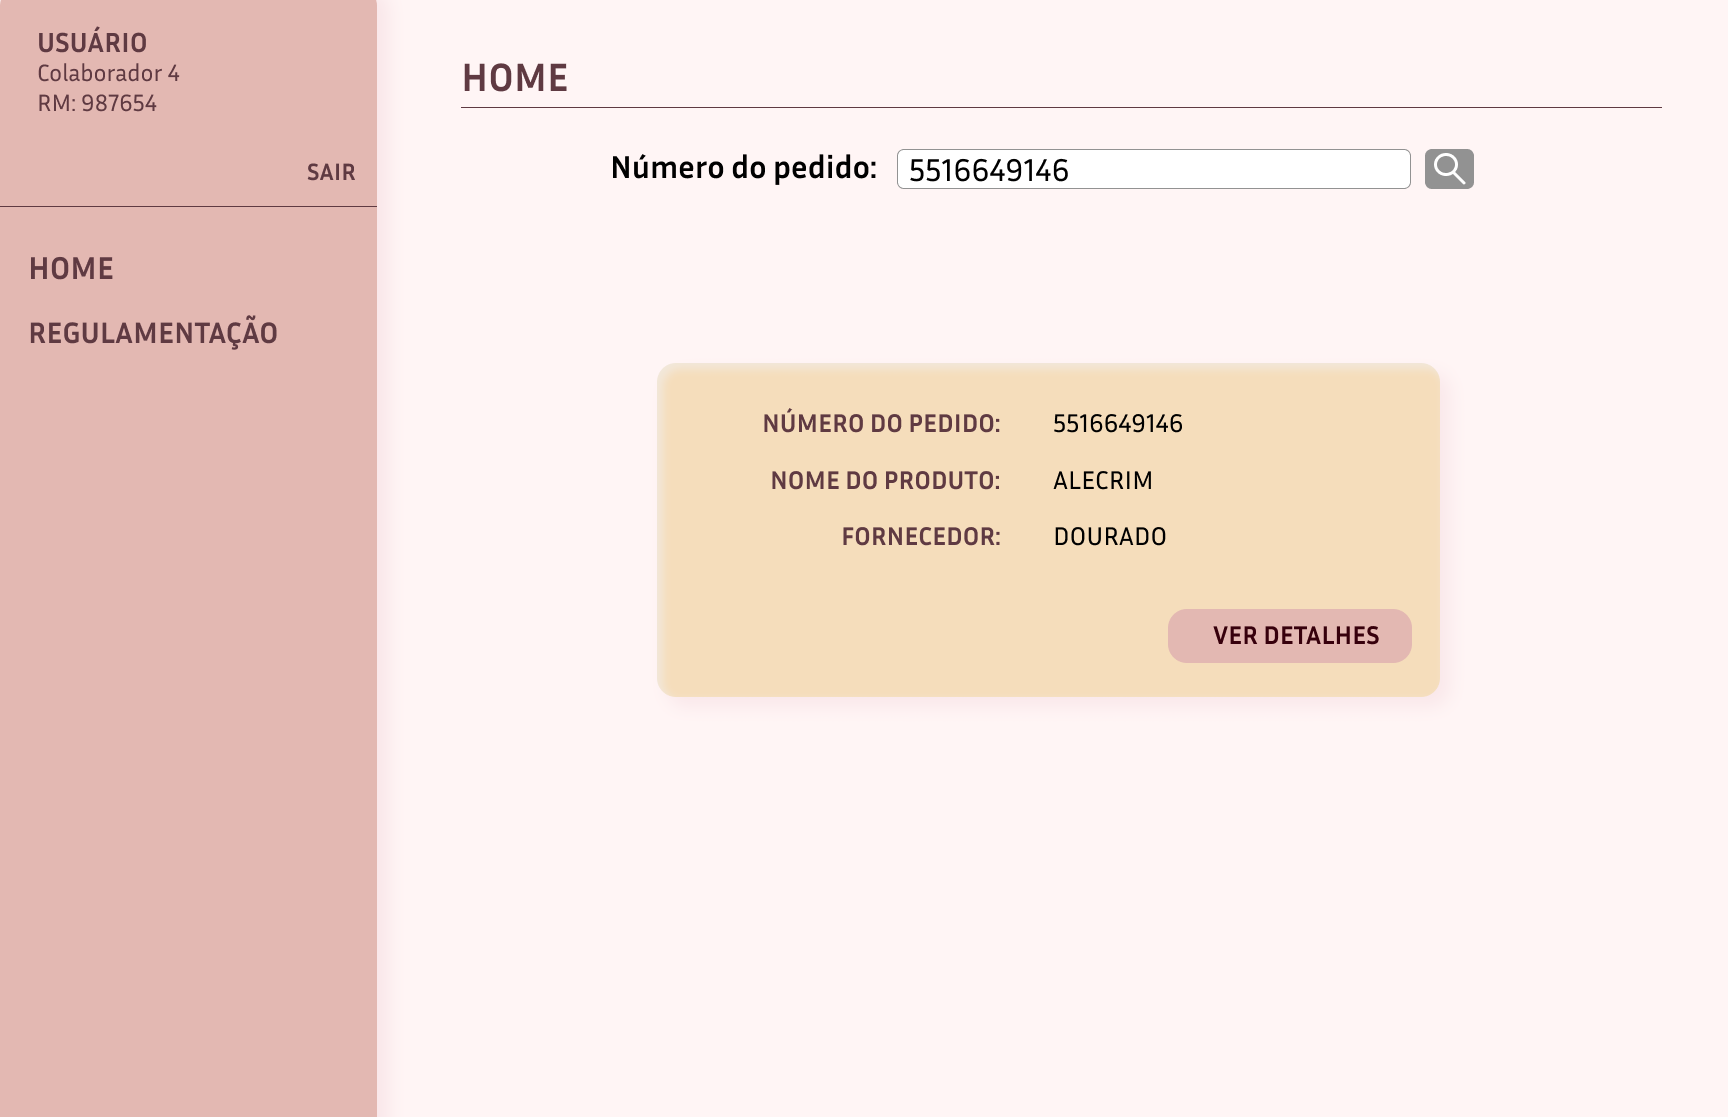 USUÁRIO
Colaborador 4
RM: 987654
SAIR
HOME
REGULAMENTAÇÃO
HOME
Número do pedido: 5516649146
NÚMERO DO PEDIDO: 5516649146
NOME DO PRODUTO: ALECRIM
FORNECEDOR: DOURADO
VER DETALHES